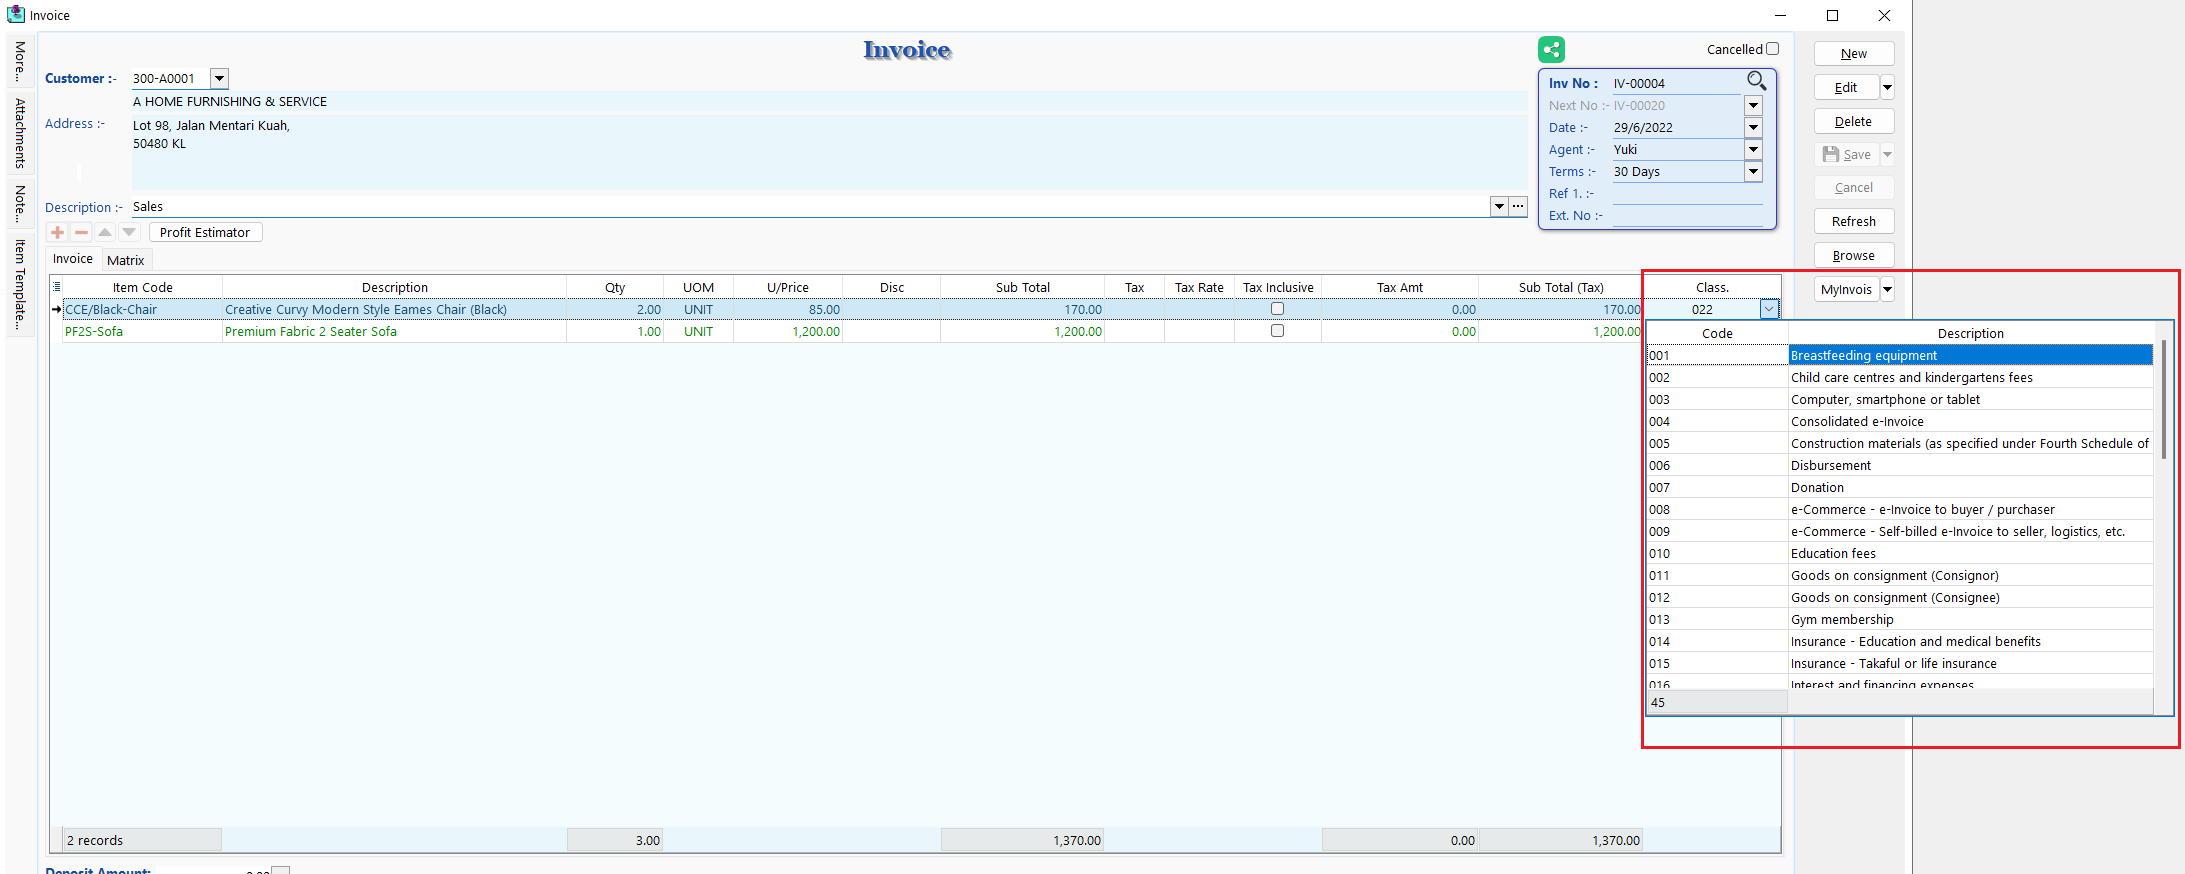 Invoice
More...
Attachments
Note...
Item Template...
Invoice
Cancelled
Customer :- 300-A0001
A HOME FURNISHING & SERVICE
Address :- Lot 98, Jalan Mentari Kuah,
50480 KL
Description :- Sales ...
Inv No : IV-00004
Next No :- IV-00020
Date :- 29/6/2022
Agent :- Yuki
Terms :- 30 Days
Ref 1. :-
Ext. No :-
New
Edit
Delete
Save
Cancel
Refresh
Browse
MyInvois
Profit Estimator
Invoice Matrix
Item Code Description Qty UOM U/Price Disc Sub Total Tax Tax Rate Tax Inclusive Tax Amt Sub Total (Tax) Class.
CCE/Black-Chair Creative Curvy Modern Style Eames Chair (Black) 2.00 UNIT 85.00 170.00 0.00 170.00 022
PF2S-Sofa Premium Fabric 2 Seater Sofa 1.00 UNIT 1,200.00 1,200.00 0.00 1,200.00
Code Description
001 Breastfeeding equipment
002 Child care centres and kindergartens fees
003 Computer, smartphone or tablet
004 Consolidated e-Invoice
005 Construction materials (as specified under Fourth Schedule of
006 Disbursement
007 Donation
008 e-Commerce - e-Invoice to buyer / purchaser
009 e-Commerce - Self-billed e-Invoice to seller, logistics, etc.
010 Education fees
011 Goods on consignment (Consignor)
012 Goods on consignment (Consignee)
013 Gym membership
014 Insurance - Education and medical benefits
015 Insurance - Takaful or life insurance
016 Interest and financing expenses
45
2 records 3.00 1,370.00 0.00 1,370.00
Deposit Amount: 0.00